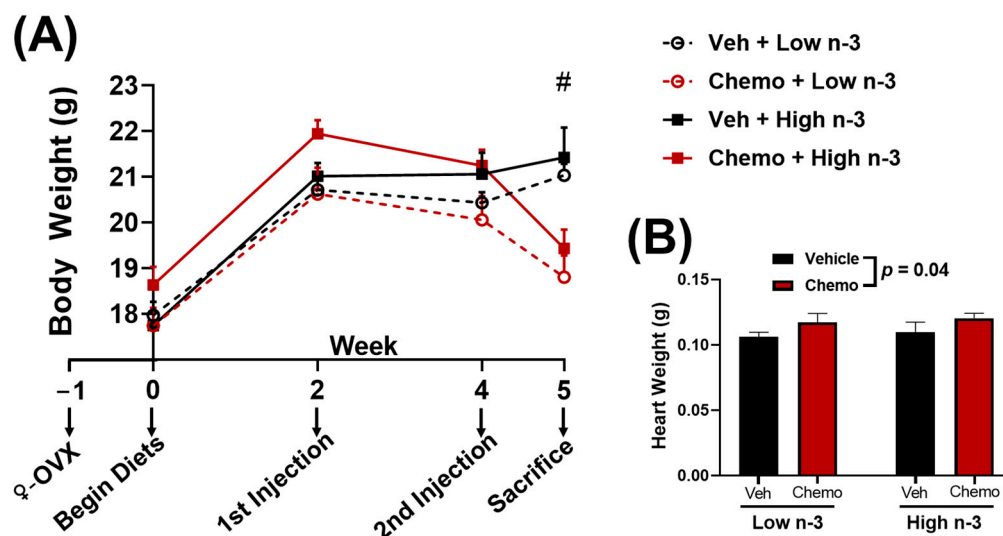 (A)
Body Weight (g)
23
22
21
20
19
18
#
Week
–1
0
2
4
5
♀-OVX
Begin Diets
1st Injection
2nd Injection
Sacrifice
Veh + Low n-3
Chemo + Low n-3
Veh + High n-3
Chemo + High n-3
(B)
Vehicle
Chemo
p = 0.04
Heart Weight (g)
0.15
0.10
0.05
0.00
Veh
Chemo
Veh
Chemo
Low n-3
High n-3